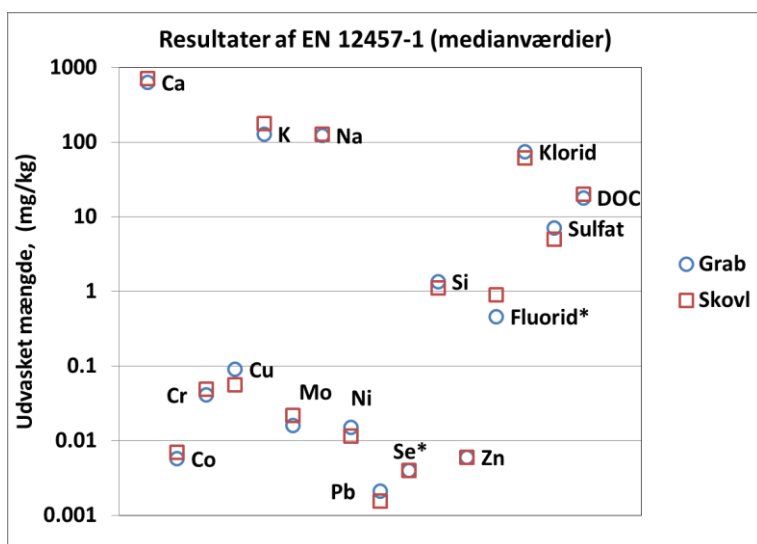 Resultater af EN 12457-1 (medianværdier)
Udvasket mængde, (mg/kg)
1000
100
10
1
0.1
0.01
0.001
Ca
K
Na
Klorid
DOC
Sulfat
Si
Fluorid*
Cu
Cr
Mo
Ni
Co
Se*
Zn
Pb
Grab
Skovl